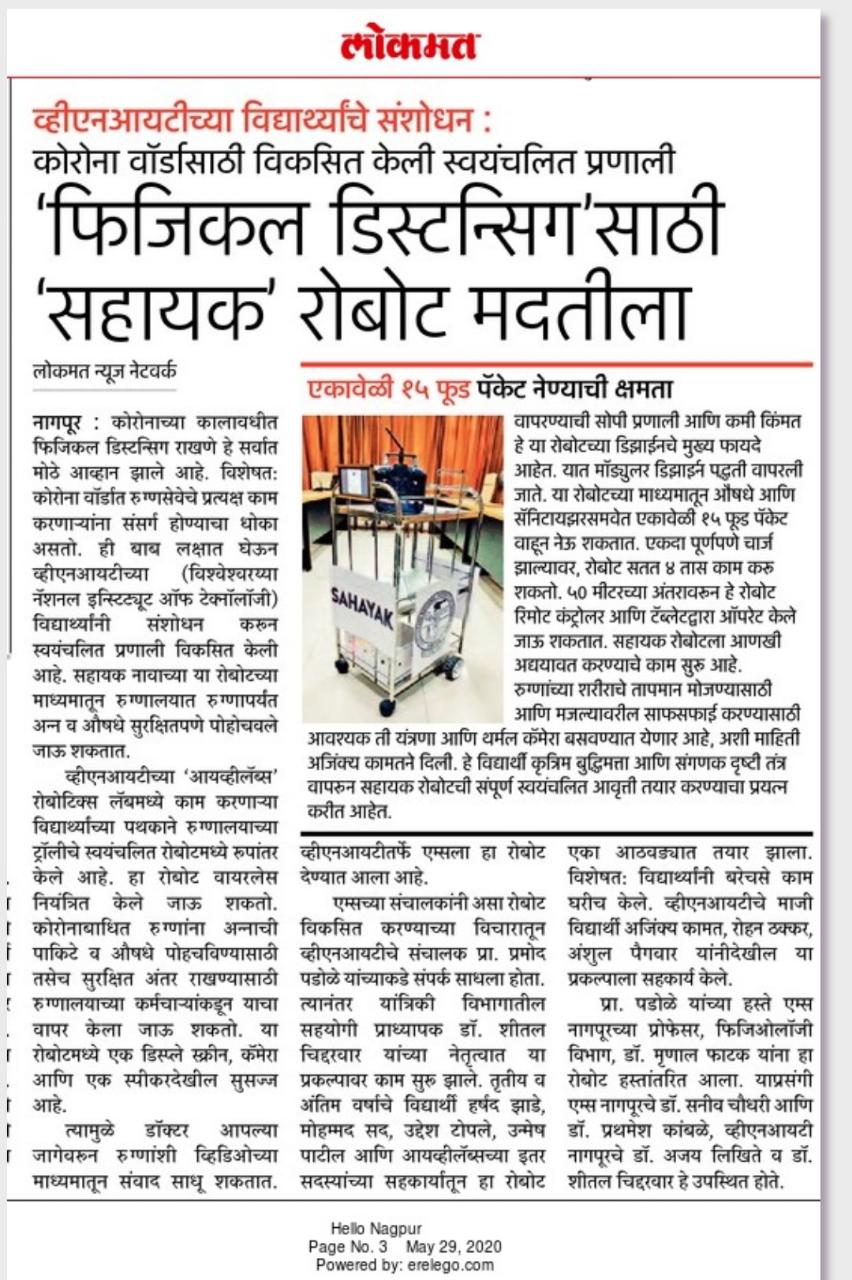 लोकमत
व्हीएनआयटीच्या विद्यार्थ्यांचे संशोधन :
कोरोना वॉर्डासाठी विकसित केली स्वयंचलित प्रणाली
‘फिजिकल डिस्टन्सिग’साठी
‘सहायक’ रोबोट मदतीला
लोकमत न्यूज नेटवर्क
नागपूर : कोरोनाच्या कालावधीत
फिजिकल डिस्टन्सिग राखणे हे सर्वात
मोठे आव्हान झाले आहे. विशेषत:
कोरोना वॉर्डात रुग्णसेवेचे प्रत्यक्ष काम
करणाऱ्यांना संसर्ग होण्याचा धोका
असतो. ही बाब लक्षात घेऊन
व्हीएनआयटीच्या (विश्वेश्वरय्या
नॅशनल इन्स्टिट्यूट ऑफ टेक्नॉलॉजी)
विद्यार्थ्यांनी संशोधन करून
स्वयंचलित प्रणाली विकसित केली
आहे. सहायक नावाच्या या रोबोटच्या
माध्यमातून रुग्णालयात रुग्णापर्यंत
अन्न व औषधे सुरक्षितपणे पोहोचवले
जाऊ शकतात.
व्हीएनआयटीच्या ‘आयव्हीलॅब्स’
रोबोटिक्स लॅबमध्ये काम करणाऱ्या
विद्यार्थ्यांच्या पथकाने रुग्णालयाच्या
ट्रॉलीचे स्वयंचलित रोबोटमध्ये रूपांतर
केले आहे. हा रोबोट वायरलेस
नियंत्रित केले जाऊ शकतो.
कोरोनाबाधित रुग्णांना अन्नाची
पाकिटे व औषधे पोहचविण्यासाठी
तसेच सुरक्षित अंतर राखण्यासाठी
रुग्णालयाच्या कर्मचाऱ्यांकडून याचा
वापर केला जाऊ शकतो. या
रोबोटमध्ये एक डिस्प्ले स्क्रीन, कॅमेरा
आणि एक स्पीकरदेखील सुसज्ज
आहे.
त्यामुळे डॉक्टर आपल्या
जागेवरून रुग्णांशी व्हिडिओच्या
माध्यमातून संवाद साधू शकतात.
एकावेळी १५ फूड पॅकेट नेण्याची क्षमता
SAHAYAK
वापरण्याची सोपी प्रणाली आणि कमी किंमत
हे या रोबोटच्या डिझाईनचे मुख्य फायदे
आहेत. यात मॉड्युलर डिझाईन पद्धती वापरली
जाते. या रोबोटच्या माध्यमातून औषधे आणि
सॅनिटायझरसमवेत एकावेळी १५ फूड पॅकेट
वाहून नेऊ शकतात. एकदा पूर्णपणे चार्ज
झाल्यावर, रोबोट सतत ४ तास काम करू
शकतो. ५० मीटरच्या अंतरावरून हे रोबोट
रिमोट कंट्रोलर आणि टॅब्लेटद्वारा ऑपरेट केले
जाऊ शकतात. सहायक रोबोटला आणखी
अद्ययावत करण्याचे काम सुरू आहे.
रुग्णांच्या शरीराचे तापमान मोजण्यासाठी
आणि मजल्यावरील साफसफाई करण्यासाठी
आवश्यक ती यंत्रणा आणि थर्मल कॅमेरा बसवण्यात येणार आहे, अशी माहिती
अजिंक्य कामतने दिली. हे विद्यार्थी कृत्रिम बुद्धिमत्ता आणि संगणक दृष्टी तंत्र
वापरून सहायक रोबोटची संपूर्ण स्वयंचलित आवृत्ती तयार करण्याचा प्रयत्न
करीत आहेत.
व्हीएनआयटीतर्फे एम्सला हा रोबोट
देण्यात आला आहे.
एम्सच्या संचालकांनी असा रोबोट
विकसित करण्याच्या विचारातून
व्हीएनआयटीचे संचालक प्रा. प्रमोद
पडोळे यांच्याकडे संपर्क साधला होता.
त्यानंतर यांत्रिकी विभागातील
सहयोगी प्राध्यापक डॉ. शीतल
चिद्दरवार यांच्या नेतृत्वात या
प्रकल्पावर काम सुरू झाले. तृतीय व
अंतिम वर्षाचे विद्यार्थी हर्षद झाडे,
मोहम्मद सद, उद्देश टोपले, उन्मेष
पाटील आणि आयव्हीलॅब्सच्या इतर
सदस्यांच्या सहकार्यातून हा रोबोट
एका आठवड्यात तयार झाला.
विशेषत: विद्यार्थ्यांनी बरेचसे काम
घरीच केले. व्हीएनआयटीचे माजी
विद्यार्थी अजिंक्य कामत, रोहन ठक्कर,
अंशुल पैगवार यांनीदेखील या
प्रकल्पाला सहकार्य केले.
प्रा. पडोळे यांच्या हस्ते एम्स
नागपूरच्या प्रोफेसर, फिजिओलॉजी
विभाग, डॉ. मृणाल फाटक यांना हा
रोबोट हस्तांतरित आला. याप्रसंगी
एम्स नागपूरचे डॉ. सनीव चौधरी आणि
डॉ. प्रथमेश कांबळे, व्हीएनआयटी
नागपूरचे डॉ. अजय लिखिते व डॉ.
शीतल चिद्दरवार हे उपस्थित होते.
Hello Nagpur
Page No. 3 May 29, 2020
Powered by: erelego.com